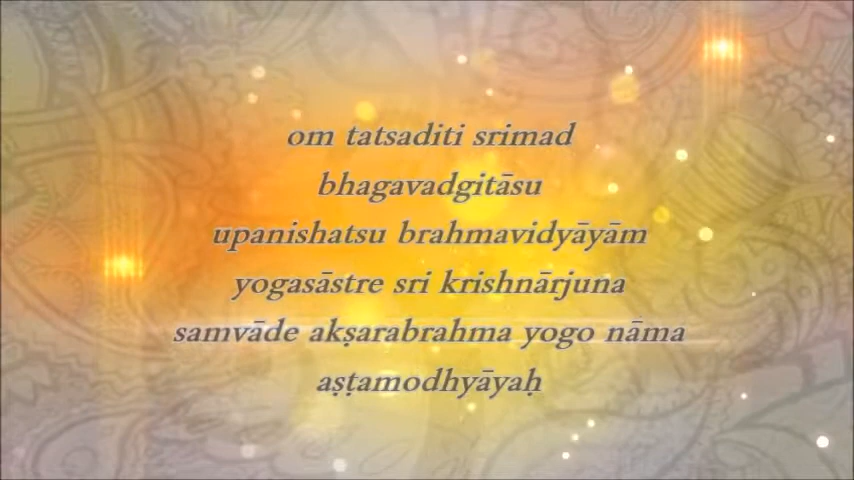 om tatsaditi srimad
bhagavadgitāsu
upanishatsu brahmavidyāyām
yogasāstre sri krishnārjuna
samvāde akṣarabrahma yogo nāma
aṣṭamodhyāyaḥ